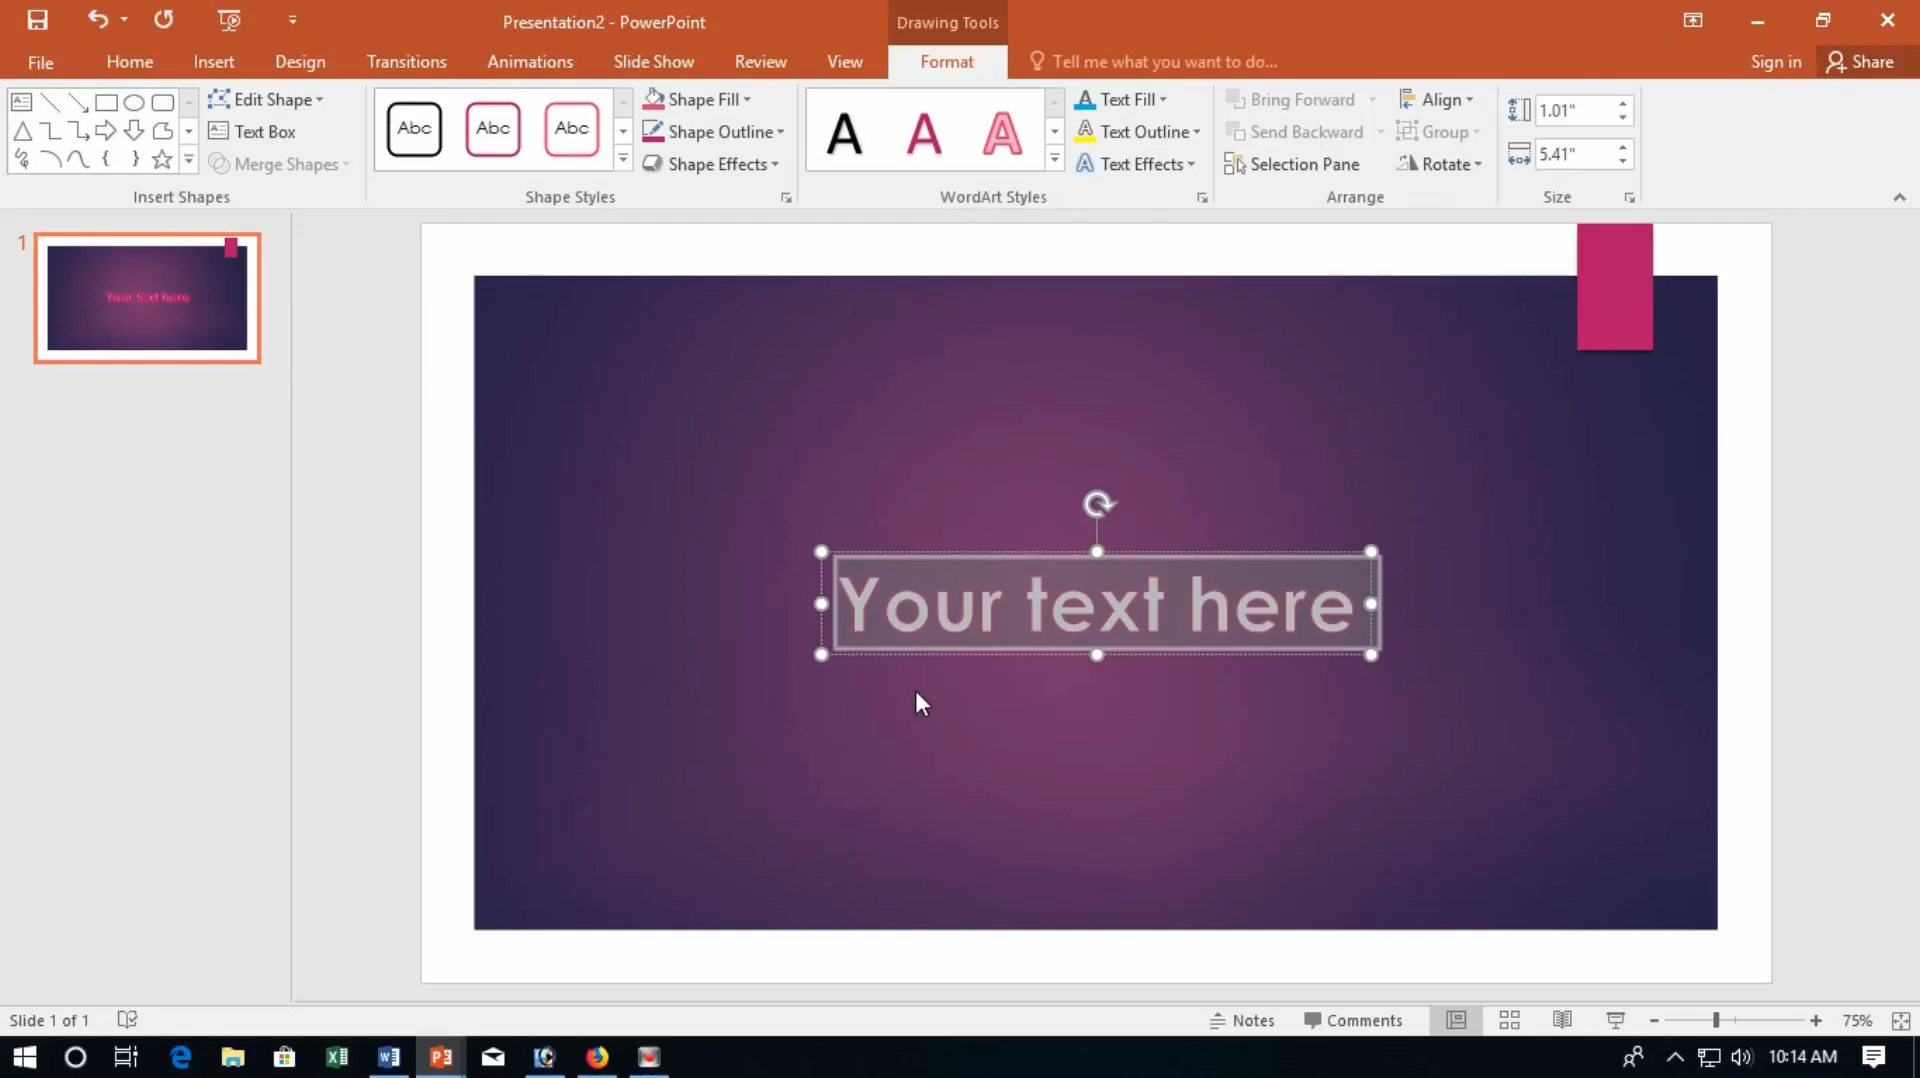 Presentation2 - PowerPoint
Drawing Tools
File Home Insert Design Transitions Animations Slide Show Review View Format Tell me what you want to do... Sign in Share
Edit Shape
Text Box
Merge Shapes
Insert Shapes
Abc Abc Abc
Shape Fill
Shape Outline
Shape Effects
Shape Styles
A A A
Text Fill
Text Outline
Text Effects
WordArt Styles
Bring Forward
Send Backward
Selection Pane
Align
Group
Rotate
Arrange
1.01"
5.41"
Size
1
Your text here
Your text here
Slide 1 of 1
Notes Comments 75%
10:14 AM